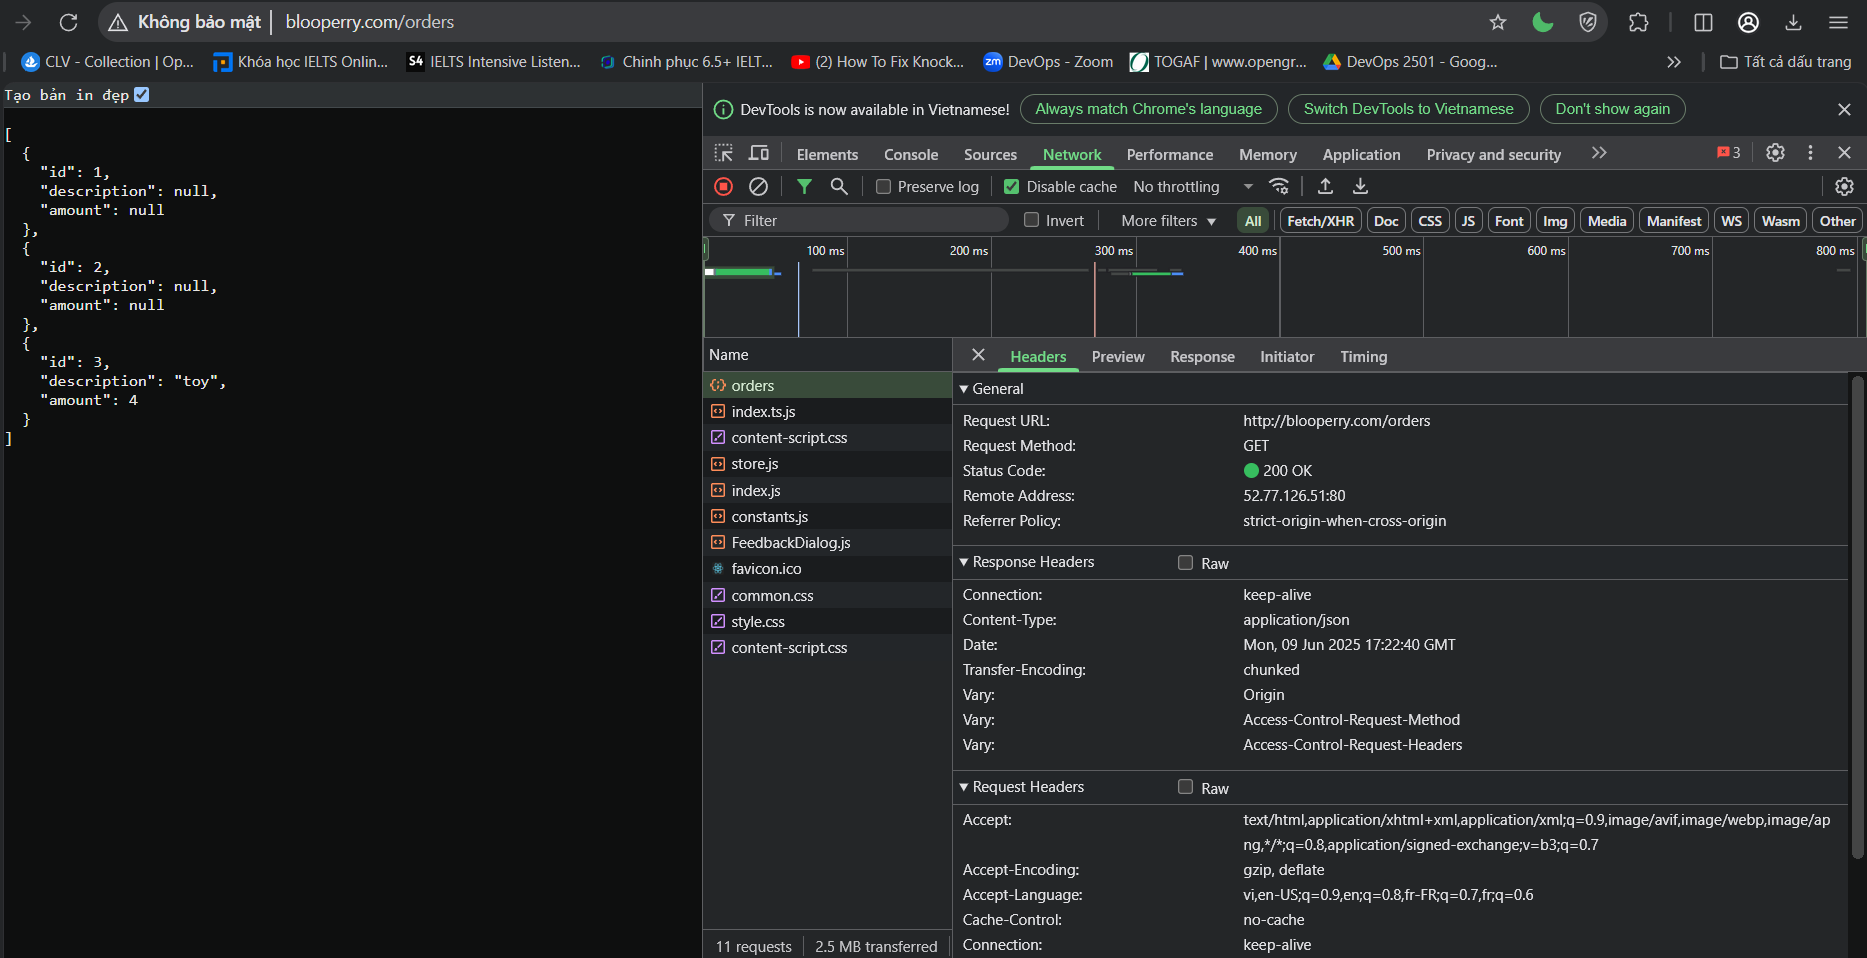 Không bảo mật blooperry.com/orders
CLV - Collection | Op... Khóa học IELTS Onlin... S4 IELTS Intensive Listen... Chinh phục 6.5+ IELT... (2) How To Fix Knock... zm DevOps - Zoom TOGAF | www.opengr... DevOps 2501 - Goog... Tất cả dấu trang
Tạo bản in đẹp
[
  {
    "id": 1,
    "description": null,
    "amount": null
  },
  {
    "id": 2,
    "description": null,
    "amount": null
  },
  {
    "id": 3,
    "description": "toy",
    "amount": 4
  }
]
DevTools is now available in Vietnamese! Always match Chrome's language Switch DevTools to Vietnamese Don't show again
Elements Console Sources Network Performance Memory Application Privacy and security 3
Preserve log Disable cache No throttling
Filter Invert More filters All Fetch/XHR Doc CSS JS Font Img Media Manifest WS Wasm Other
100 ms 200 ms 300 ms 400 ms 500 ms 600 ms 700 ms 800 ms
Name
orders
index.ts.js
content-script.css
store.js
index.js
constants.js
FeedbackDialog.js
favicon.ico
common.css
style.css
content-script.css
11 requests 2.5 MB transferred
Headers Preview Response Initiator Timing
General
Request URL: http://blooperry.com/orders
Request Method: GET
Status Code: 200 OK
Remote Address: 52.77.126.51:80
Referrer Policy: strict-origin-when-cross-origin
Response Headers Raw
Connection: keep-alive
Content-Type: application/json
Date: Mon, 09 Jun 2025 17:22:40 GMT
Transfer-Encoding: chunked
Vary: Origin
Vary: Access-Control-Request-Method
Vary: Access-Control-Request-Headers
Request Headers Raw
Accept: text/html,application/xhtml+xml,application/xml;q=0.9,image/avif,image/webp,image/ap
ng,*/*;q=0.8,application/signed-exchange;v=b3;q=0.7
Accept-Encoding: gzip, deflate
Accept-Language: vi,en-US;q=0.9,en;q=0.8,fr-FR;q=0.7,fr;q=0.6
Cache-Control: no-cache
Connection: keep-alive